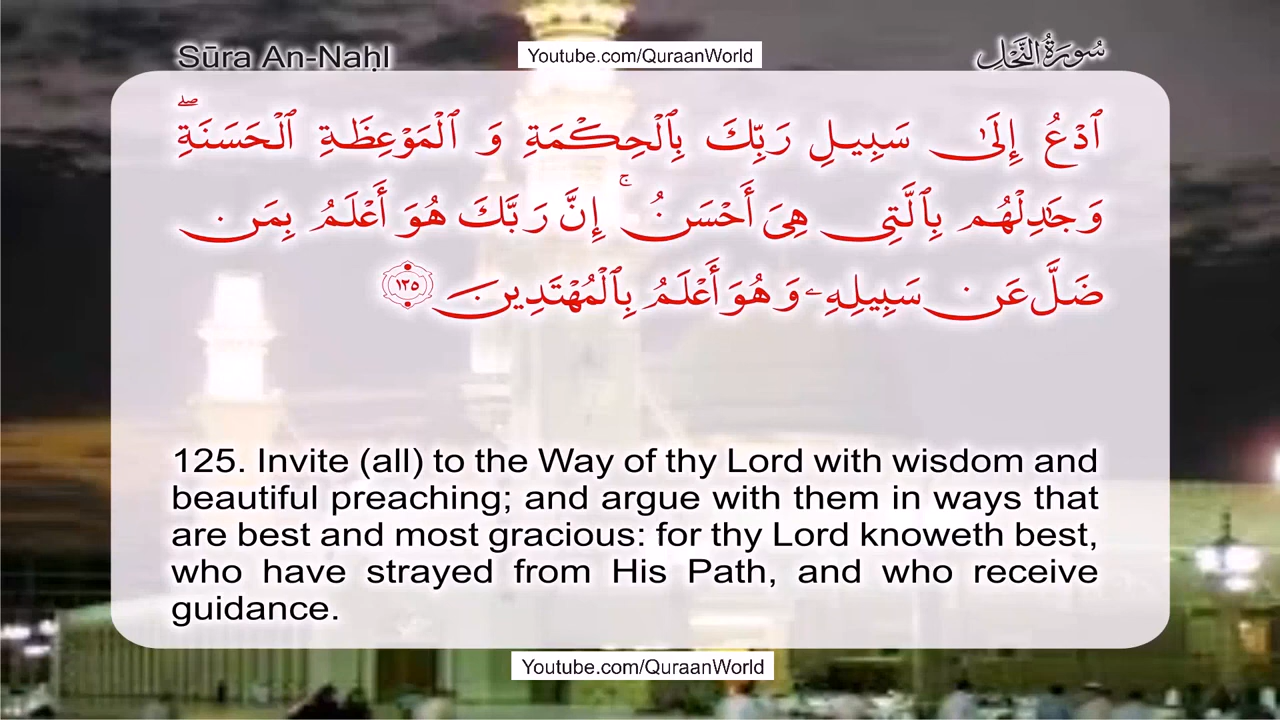 Sūra An-Naḥl
Youtube.com/QuraanWorld
سُورَةُ النَّحْلِ
ٱدْعُ إِلَىٰ سَبِيلِ رَبِّكَ بِٱلْحِكْمَةِ وَٱلْمَوْعِظَةِ ٱلْحَسَنَةِۖ
وَجَٰدِلْهُم بِٱلَّتِى هِىَ أَحْسَنُۚ إِنَّ رَبَّكَ هُوَ أَعْلَمُ بِمَن
ضَلَّ عَن سَبِيلِهِۦ وَهُوَ أَعْلَمُ بِٱلْمُهْتَدِينَ ١٢٥
125. Invite (all) to the Way of thy Lord with wisdom and
beautiful preaching; and argue with them in ways that
are best and most gracious: for thy Lord knoweth best,
who have strayed from His Path, and who receive
guidance.
Youtube.com/QuraanWorld